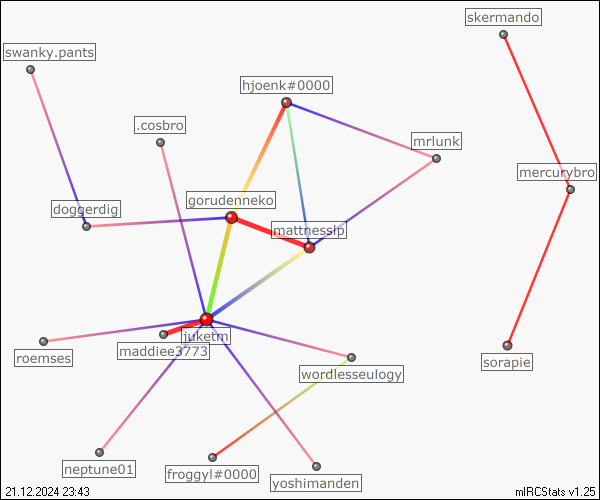 skermando
swanky.pants
hjoenk#0000
.cosbro
mrlunk
mercurybro
gorudenneko
doggerdig
mattnesslp
juketm
maddiee3773
roemses
sorapie
wordlesseulogy
neptune01
froggyl#0000
yoshimanden
21.12.2024 23:43
mIRCStats v1.25